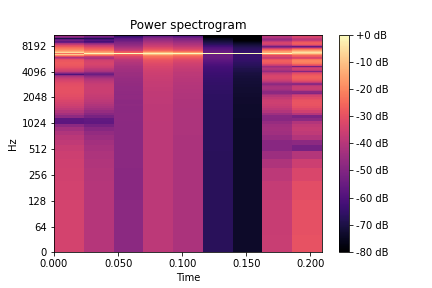 Power spectrogram
8192
4096
2048
1024
512
256
128
64
0
Hz
0.000 0.050 0.100 0.150 0.200
Time
+0 dB
-10 dB
-20 dB
-30 dB
-40 dB
-50 dB
-60 dB
-70 dB
-80 dB